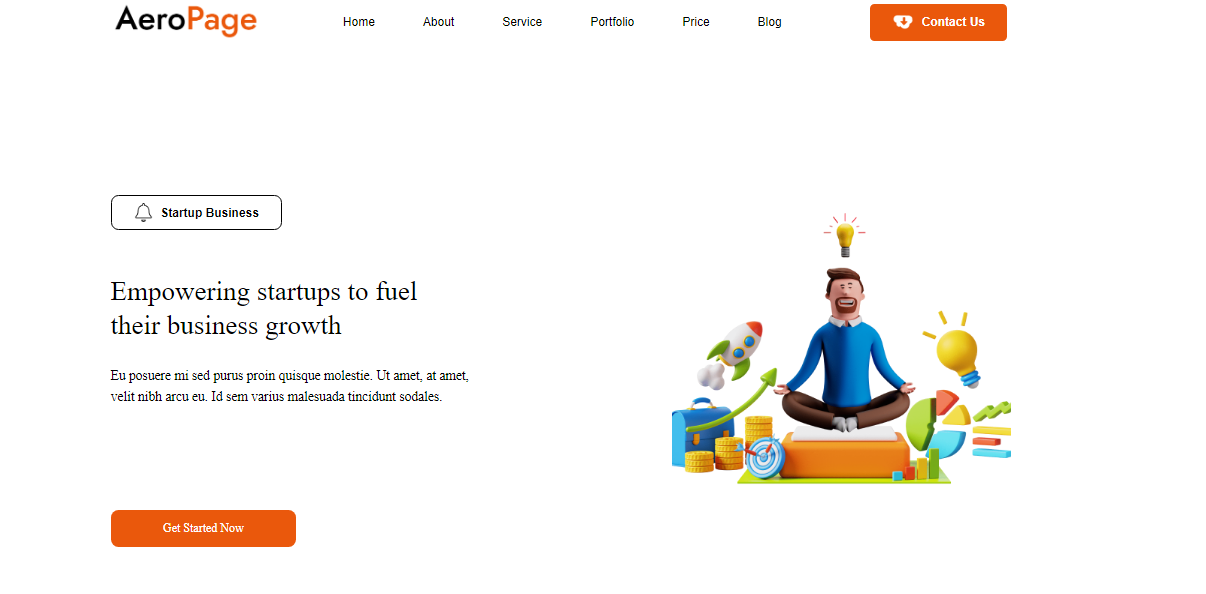 AeroPage
Home
About
Service
Portfolio
Price
Blog
Contact Us
Startup Business
Empowering startups to fuel
their business growth
Eu posuere mi sed purus proin quisque molestie. Ut amet, at amet,
velit nibh arcu eu. Id sem varius malesuada tincidunt sodales.
Get Started Now